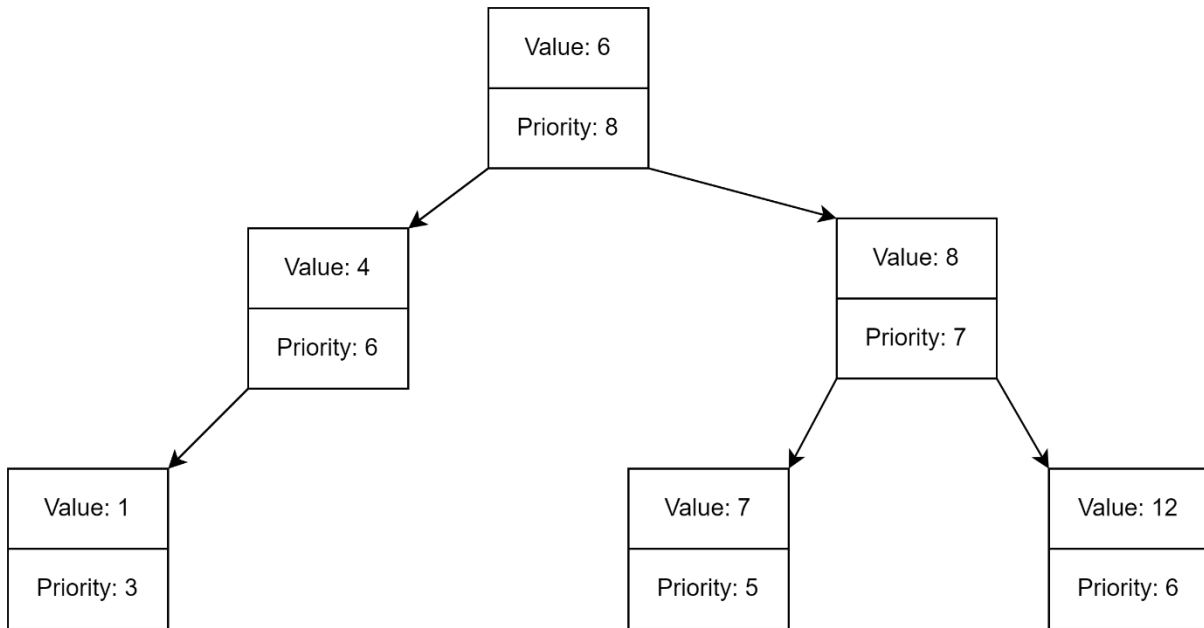 Value: 6
Priority: 8
Value: 4
Priority: 6
Value: 8
Priority: 7
Value: 1
Priority: 3
Value: 7
Priority: 5
Value: 12
Priority: 6